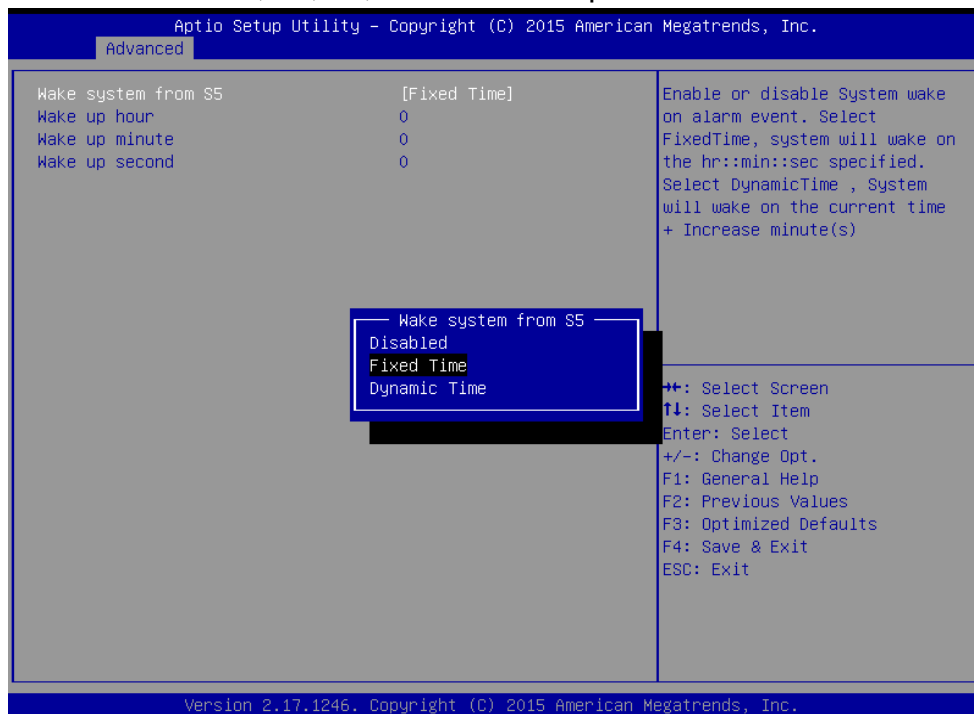 Aptio Setup Utility – Copyright (C) 2015 American Megatrends, Inc.
Advanced
Wake system from S5 [Fixed Time]
Wake up hour 0
Wake up minute 0
Wake up second 0
Enable or disable System wake
on alarm event. Select
FixedTime, system will wake on
the hr::min::sec specified.
Select DynamicTime , System
will wake on the current time
+ Increase minute(s)
Wake system from S5
Disabled
Fixed Time
Dynamic Time
→←: Select Screen
↑↓: Select Item
Enter: Select
+/-: Change Opt.
F1: General Help
F2: Previous Values
F3: Optimized Defaults
F4: Save & Exit
ESC: Exit
Version 2.17.1246. Copyright (C) 2015 American Megatrends, Inc.